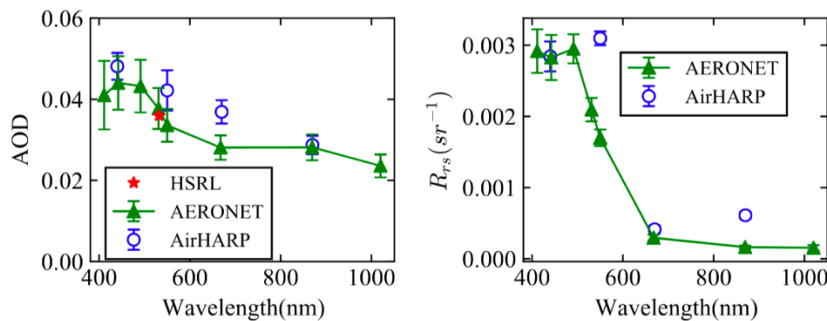 0.06
0.04
0.02
0.00
AOD
HSRL
AERONET
AirHARP
400 600 800 1000
Wavelength(nm)
0.003
0.002
0.001
0.000
R_rs(sr⁻¹)
AERONET
AirHARP
400 600 800 1000
Wavelength(nm)